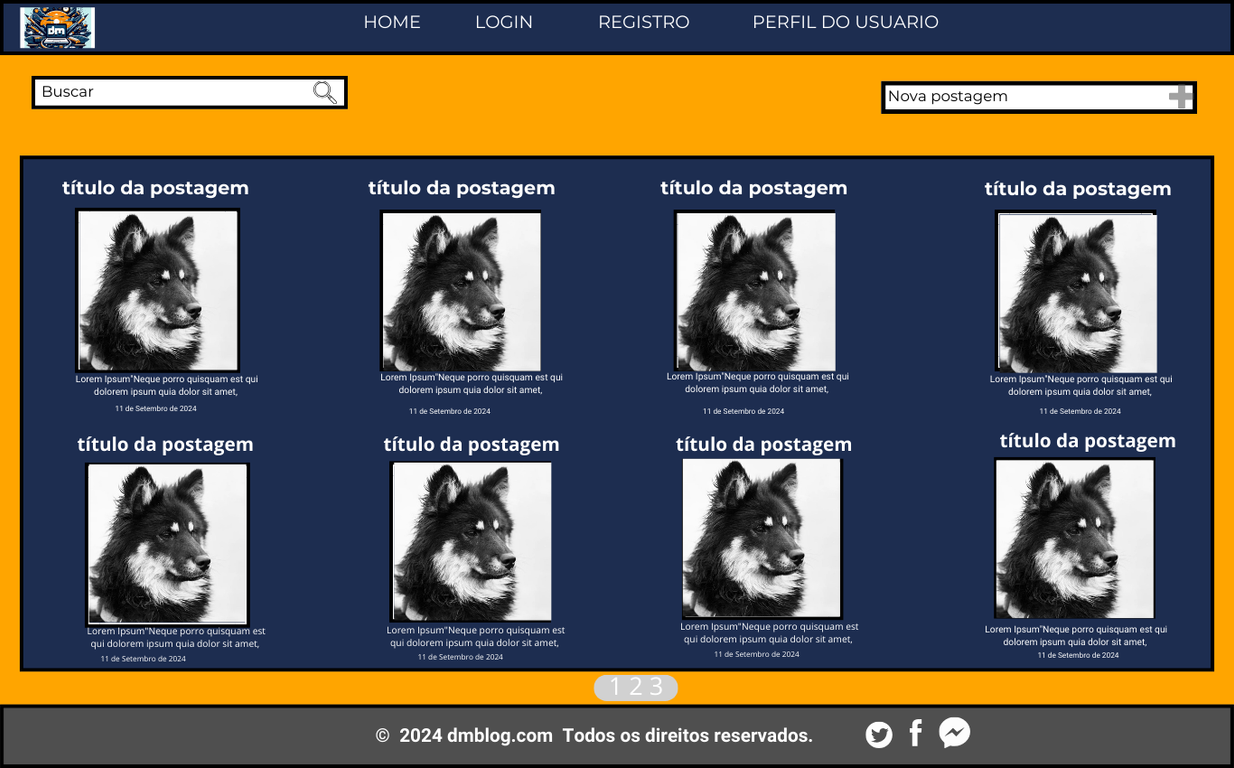 dm
HOME LOGIN REGISTRO PERFIL DO USUARIO
Buscar
Nova postagem
título da postagem
título da postagem
título da postagem
título da postagem
Lorem Ipsum"Neque porro quisquam est qui
dolorem ipsum quia dolor sit amet,
11 de Setembro de 2024
Lorem Ipsum"Neque porro quisquam est qui
dolorem ipsum quia dolor sit amet,
11 de Setembro de 2024
Lorem Ipsum"Neque porro quisquam est qui
dolorem ipsum quia dolor sit amet,
11 de Setembro de 2024
Lorem Ipsum"Neque porro quisquam est qui
dolorem ipsum quia dolor sit amet,
11 de Setembro de 2024
título da postagem
título da postagem
título da postagem
título da postagem
Lorem Ipsum"Neque porro quisquam est
qui dolorem ipsum quia dolor sit amet,
11 de Setembro de 2024
Lorem Ipsum"Neque porro quisquam est
qui dolorem ipsum quia dolor sit amet,
11 de Setembro de 2024
Lorem Ipsum"Neque porro quisquam est
qui dolorem ipsum quia dolor sit amet,
11 de Setembro de 2024
Lorem Ipsum"Neque porro quisquam est qui
dolorem ipsum quia dolor sit amet,
11 de Setembro de 2024
1 2 3
© 2024 dmblog.com Todos os direitos reservados.